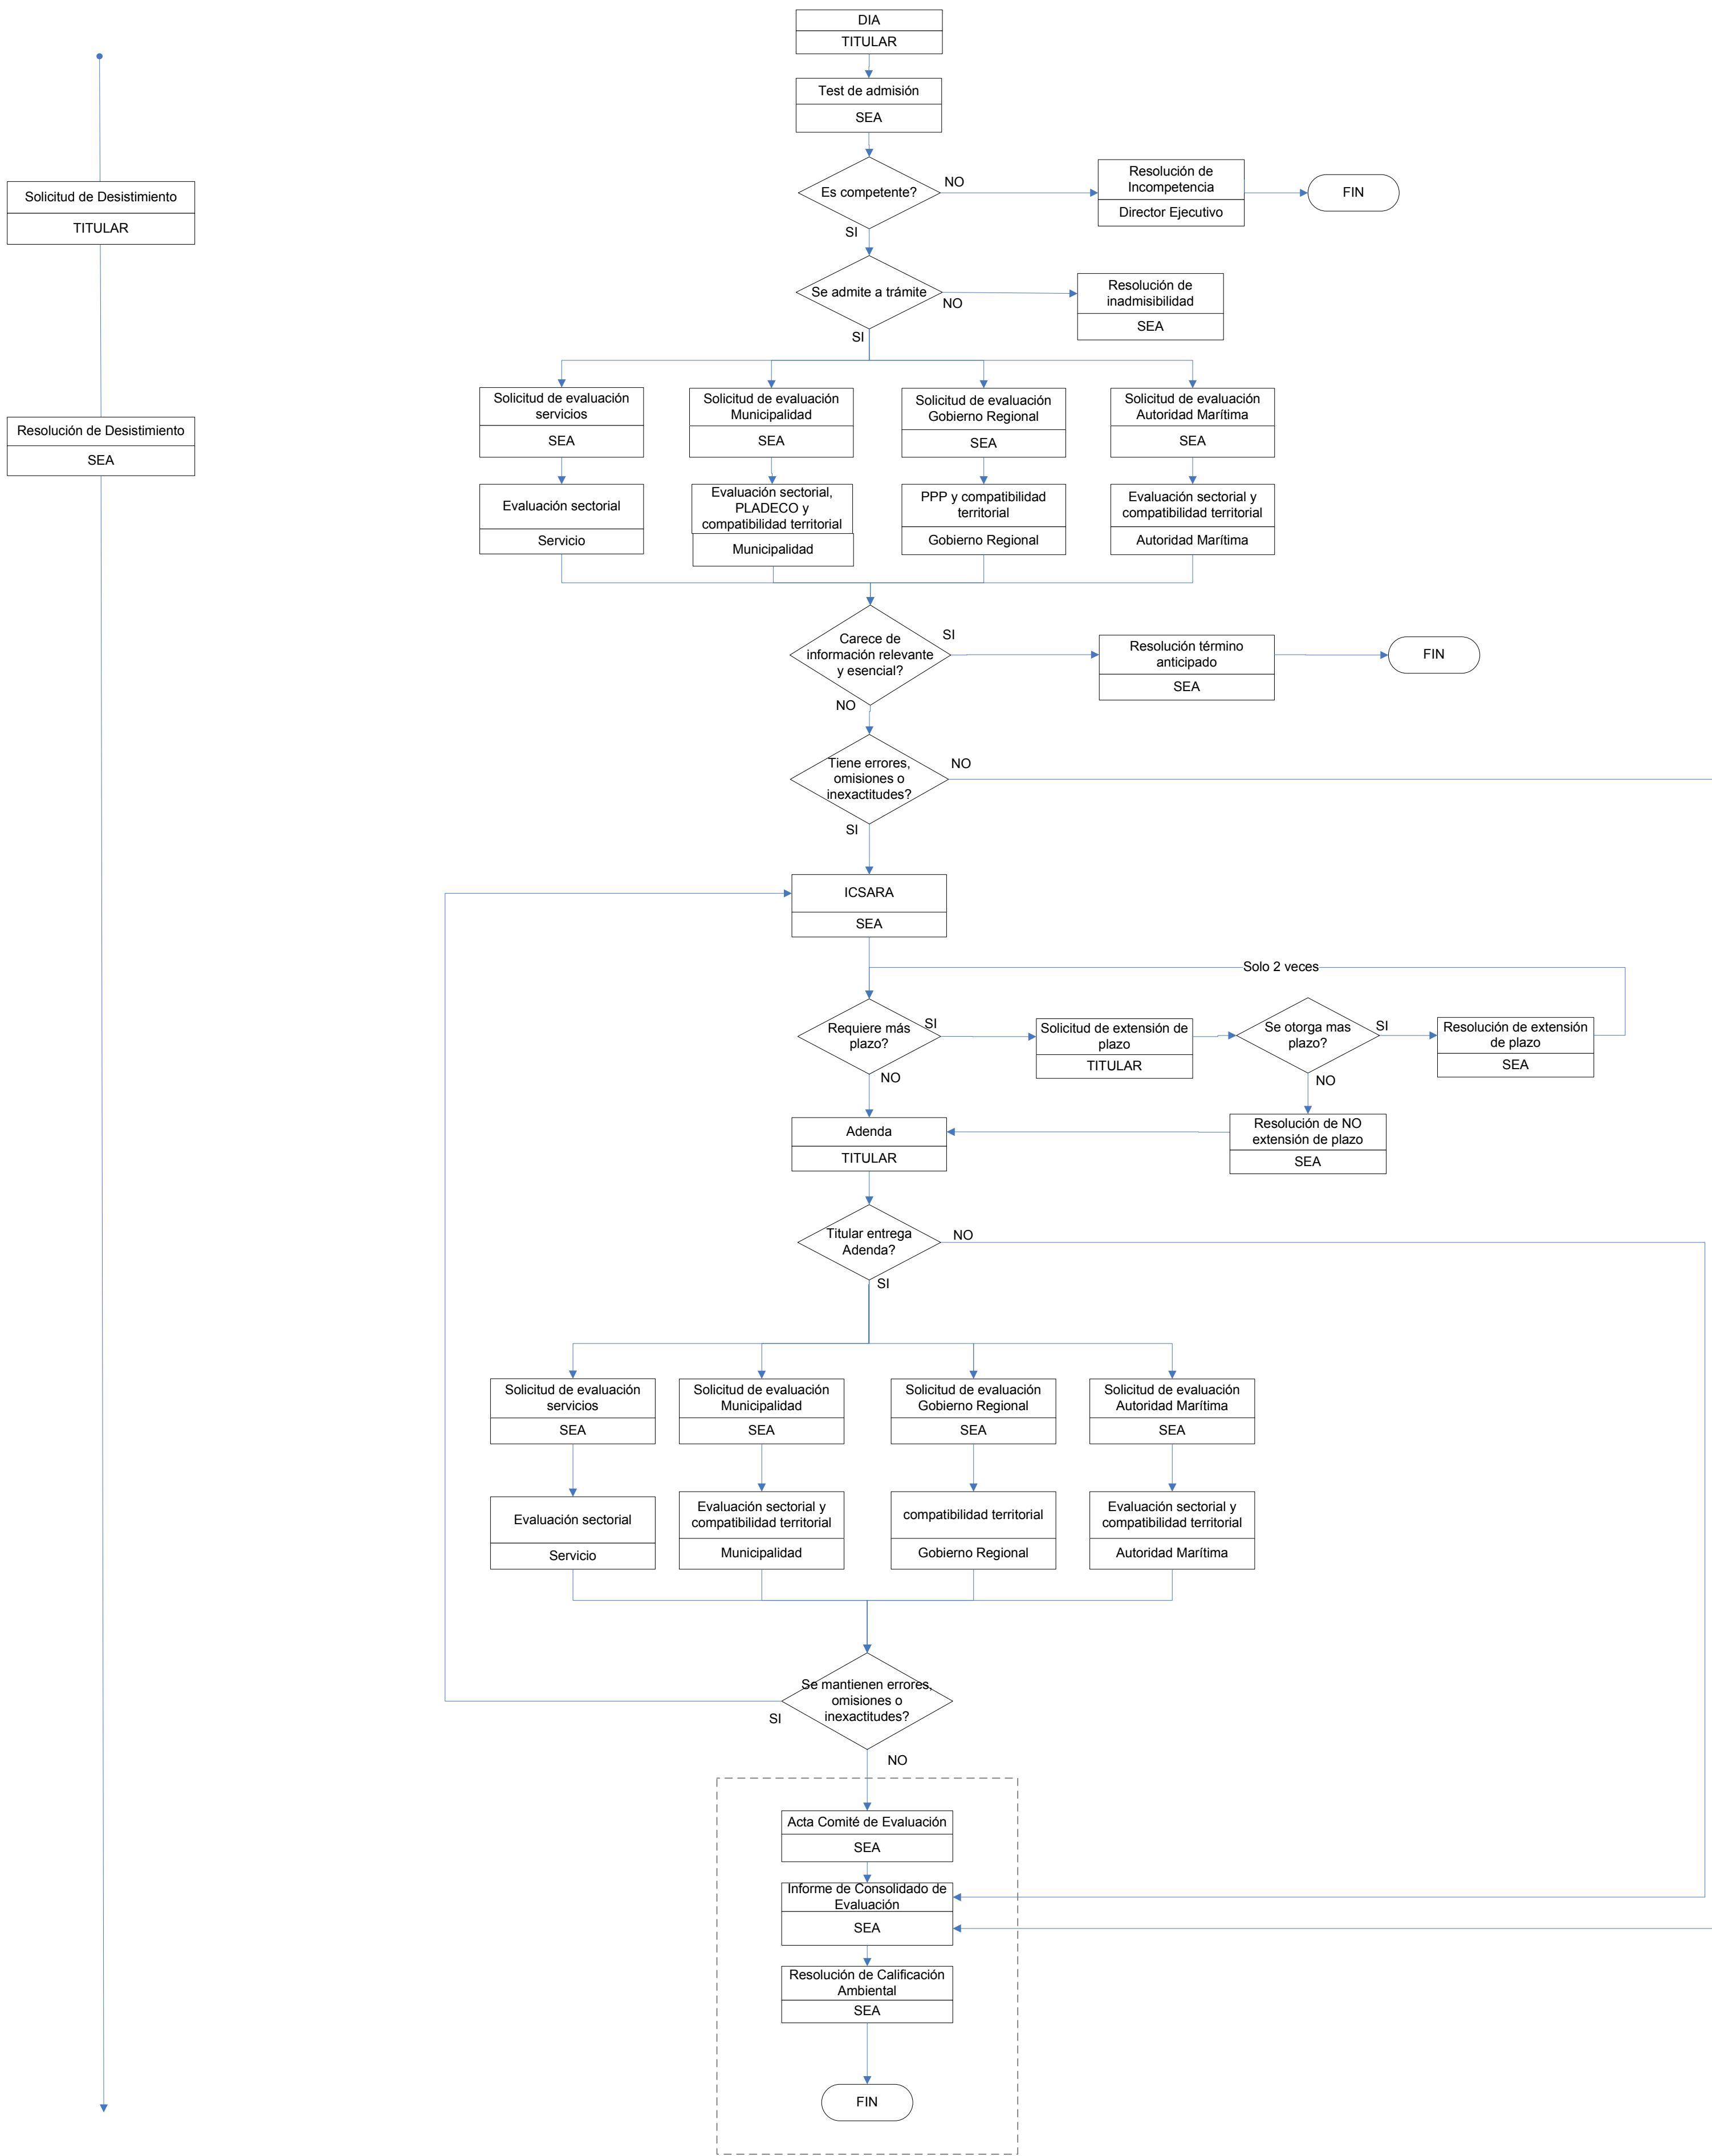 DIA
TITULAR
Test de admisión
SEA
Es competente?
NO
SI
Resolución de
Incompetencia
Director Ejecutivo
FIN
Solicitud de Desistimiento
TITULAR
Se admite a trámite
NO
SI
Resolución de
inadmisibilidad
SEA
Resolución de Desistimiento
SEA
Solicitud de evaluación
servicios
SEA
Solicitud de evaluación
Municipalidad
SEA
Solicitud de evaluación
Gobierno Regional
SEA
Solicitud de evaluación
Autoridad Marítima
SEA
Evaluación sectorial
Servicio
Evaluación sectorial,
PLADECO y
compatibilidad territorial
Municipalidad
PPP y compatibilidad
territorial
Gobierno Regional
Evaluación sectorial y
compatibilidad territorial
Autoridad Marítima
Carece de
información relevante
y esencial?
SI
NO
Resolución término
anticipado
SEA
FIN
Tiene errores,
omisiones o
inexactitudes?
NO
SI
ICSARA
SEA
Solo 2 veces
Requiere más
plazo?
SI
NO
Solicitud de extensión de
plazo
TITULAR
Se otorga mas
plazo?
SI
NO
Resolución de extensión
de plazo
SEA
Adenda
TITULAR
Resolución de NO
extensión de plazo
SEA
Titular entrega
Adenda?
NO
SI
Solicitud de evaluación
servicios
SEA
Solicitud de evaluación
Municipalidad
SEA
Solicitud de evaluación
Gobierno Regional
SEA
Solicitud de evaluación
Autoridad Marítima
SEA
Evaluación sectorial
Servicio
Evaluación sectorial y
compatibilidad territorial
Municipalidad
compatibilidad territorial
Gobierno Regional
Evaluación sectorial y
compatibilidad territorial
Autoridad Marítima
Se mantienen errores,
omisiones o
inexactitudes?
SI
NO
Acta Comité de Evaluación
SEA
Informe de Consolidado de
Evaluación
SEA
Resolución de Calificación
Ambiental
SEA
FIN